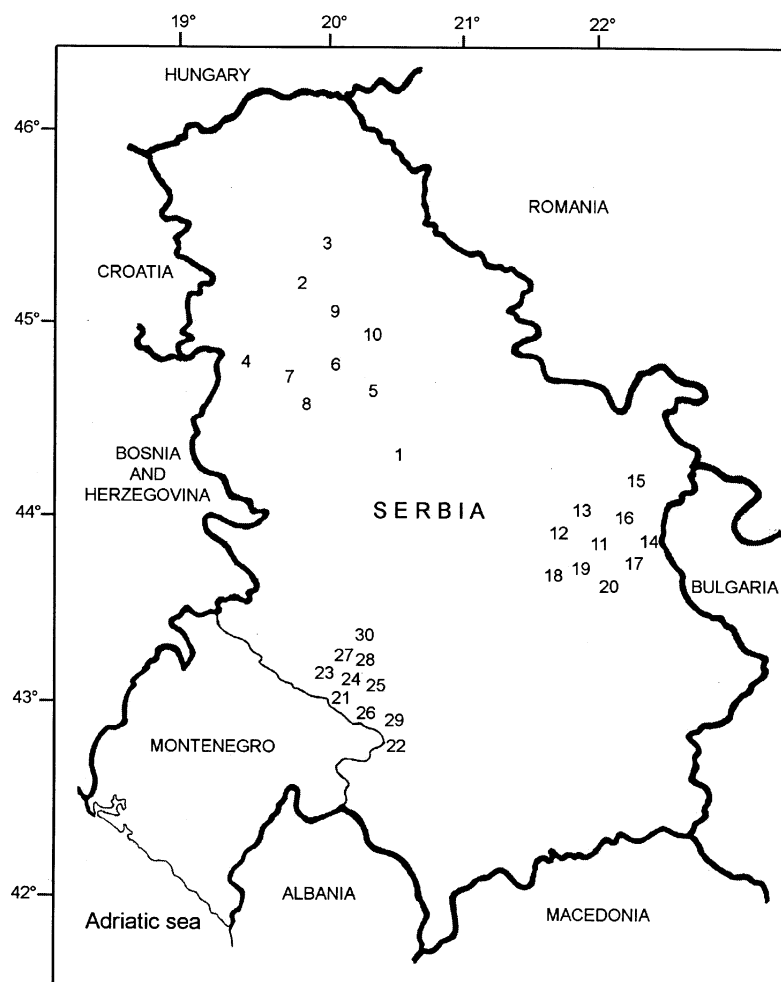 19° 20° 21° 22°
HUNGARY
46°
ROMANIA
3
CROATIA
2
9
45°
10
4
6
7
5
8
1
BOSNIA
AND
HERZEGOVINA
15
44°
SERBIA
13
16
12
11
14
17
19
18
20
BULGARIA
30
27
28
23
24
25
43°
21
26
29
22
MONTENEGRO
42°
ALBANIA
MACEDONIA
Adriatic sea